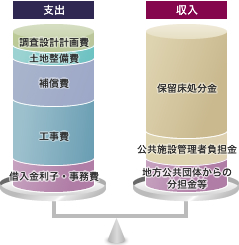 支出
調査設計計画費
土地整備費
補償費
工事費
借入金利子・事務費
収入
保留床処分金
公共施設管理者負担金
地方公共団体からの
分担金等